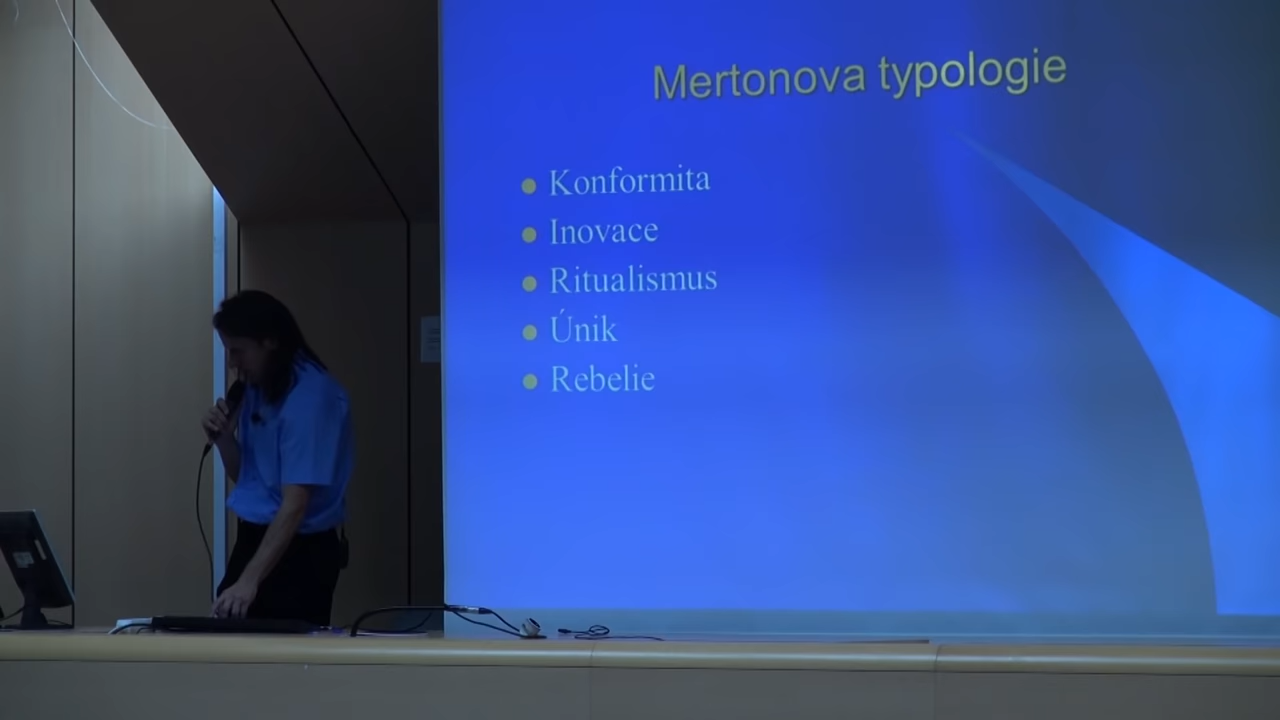 Mertonova typologie
Konformita
Inovace
Ritualismus
Únik
Rebelie